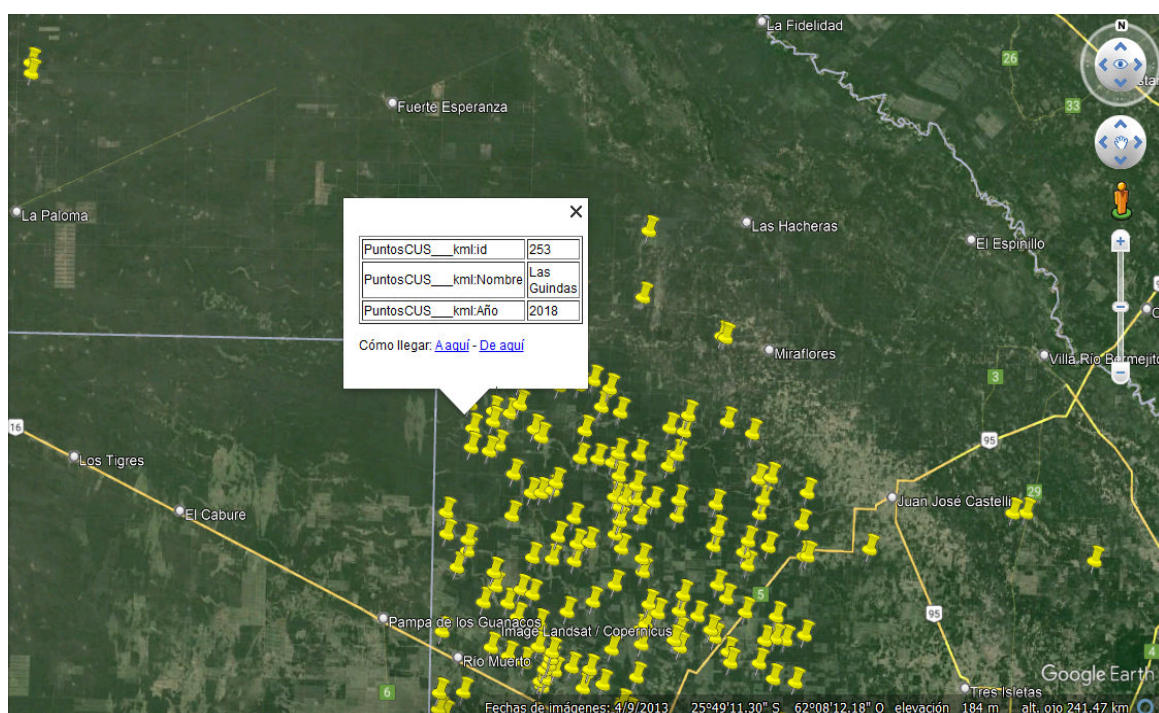 N
La Fidelidad
26
Fuerte Esperanza
33
La Paloma
Las Hacheras
El Espinillo
PuntosCUS___kml:id 253
PuntosCUS___kml:Nombre Las
Guindas
PuntosCUS___kml:Año 2018
Cómo llegar: A aquí - De aquí
Miraflores
Villa Río Bermejito
3
16
95
Los Tigres
29
Juan José Castelli
El Cabure
5
95
Pampa de los Guanacos
Image Landsat / Copernicus
Río Muerto
4
Google Earth
6
Tres Isletas
Fechas de imágenes: 4/9/2013 25°49'11.30" S 62°08'12.18" O elevación 184 m alt. ojo 241.47 km